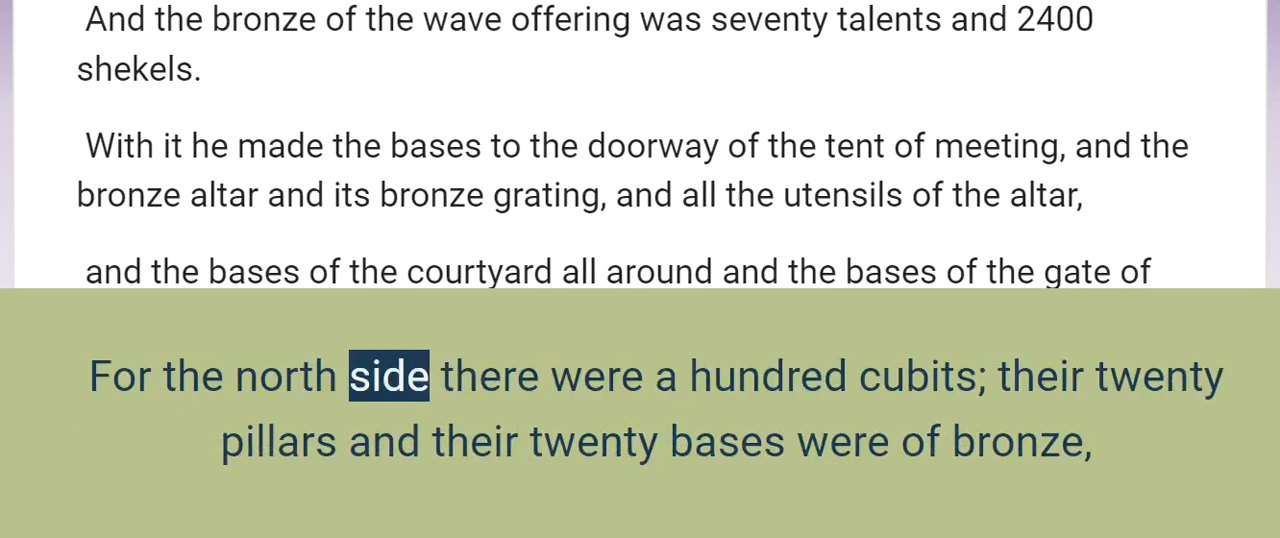 And the bronze of the wave offering was seventy talents and 2400
shekels.
With it he made the bases to the doorway of the tent of meeting, and the
bronze altar and its bronze grating, and all the utensils of the altar,
and the bases of the courtyard all around and the bases of the gate of
For the north side there were a hundred cubits; their twenty
pillars and their twenty bases were of bronze,